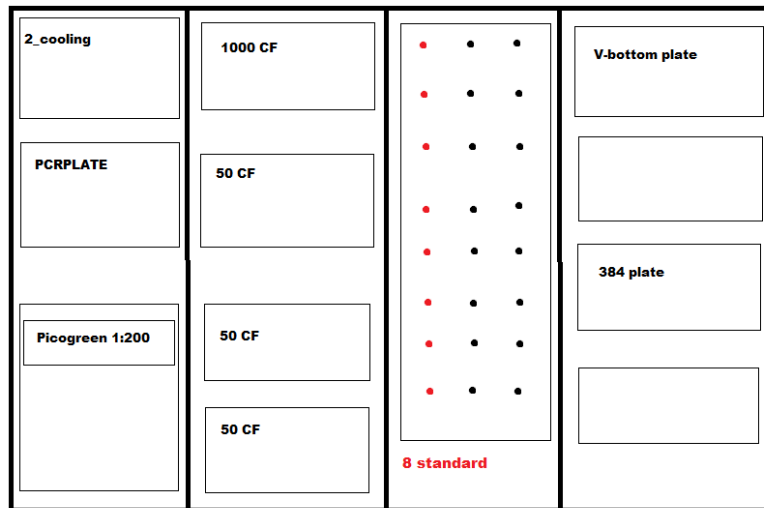 2_cooling
PCRPLATE
Picogreen 1:200
1000 CF
50 CF
50 CF
50 CF
8 standard
V-bottom plate
384 plate